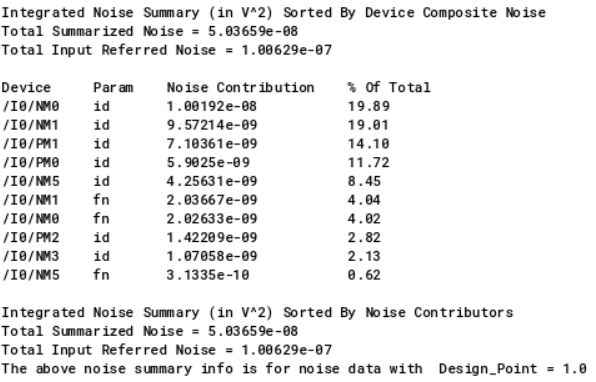 Integrated Noise Summary (in V^2) Sorted By Device Composite Noise
Total Summarized Noise = 5.03659e-08
Total Input Referred Noise = 1.00629e-07
Device Param Noise Contribution % Of Total
/I0/NM0 id 1.00192e-08 19.89
/I0/NM1 id 9.57214e-09 19.01
/I0/PM1 id 7.10361e-09 14.10
/I0/PM0 id 5.9025e-09 11.72
/I0/NM5 id 4.25631e-09 8.45
/I0/NM1 fn 2.03667e-09 4.04
/I0/NM0 fn 2.02633e-09 4.02
/I0/PM2 id 1.42209e-09 2.82
/I0/NM3 id 1.07058e-09 2.13
/I0/NM5 fn 3.1335e-10 0.62
Integrated Noise Summary (in V^2) Sorted By Noise Contributors
Total Summarized Noise = 5.03659e-08
Total Input Referred Noise = 1.00629e-07
The above noise summary info is for noise data with Design_Point = 1.0